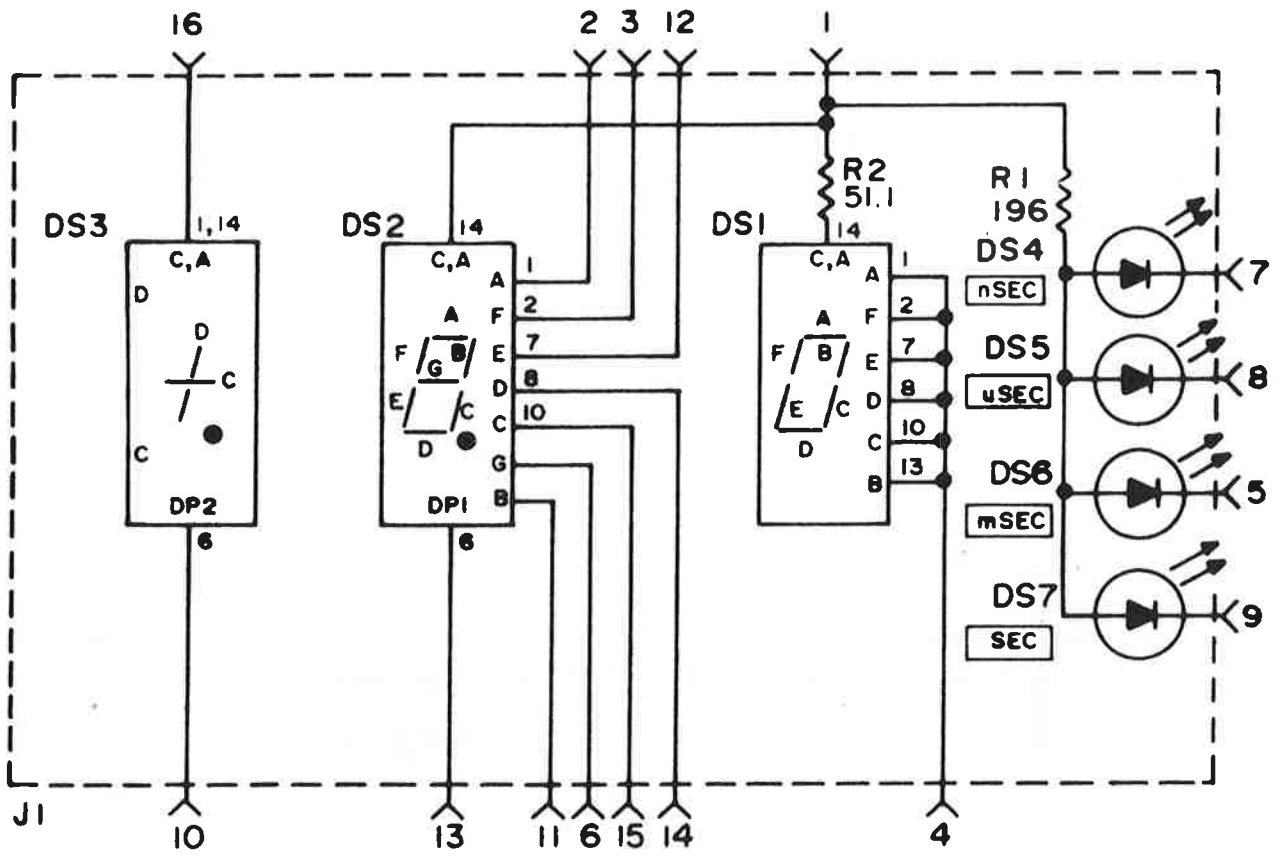 16
2 3 12
1
R2
51.1
R1
196
DS3
1,14
C,A
D
D
C
C
DP2
6
DS2
14
C,A
A
1
F
2
E
7
D
8
C
10
G
B
A
F
B
G
E
C
D
DP1
6
DS1
14
C,A
A
1
F
2
E
7
D
8
C
10
B
13
A
F
B
E
C
D
DS4
nSEC
7
DS5
uSEC
8
DS6
mSEC
5
DS7
SEC
9
J1
10
13
11 6 15 14
4